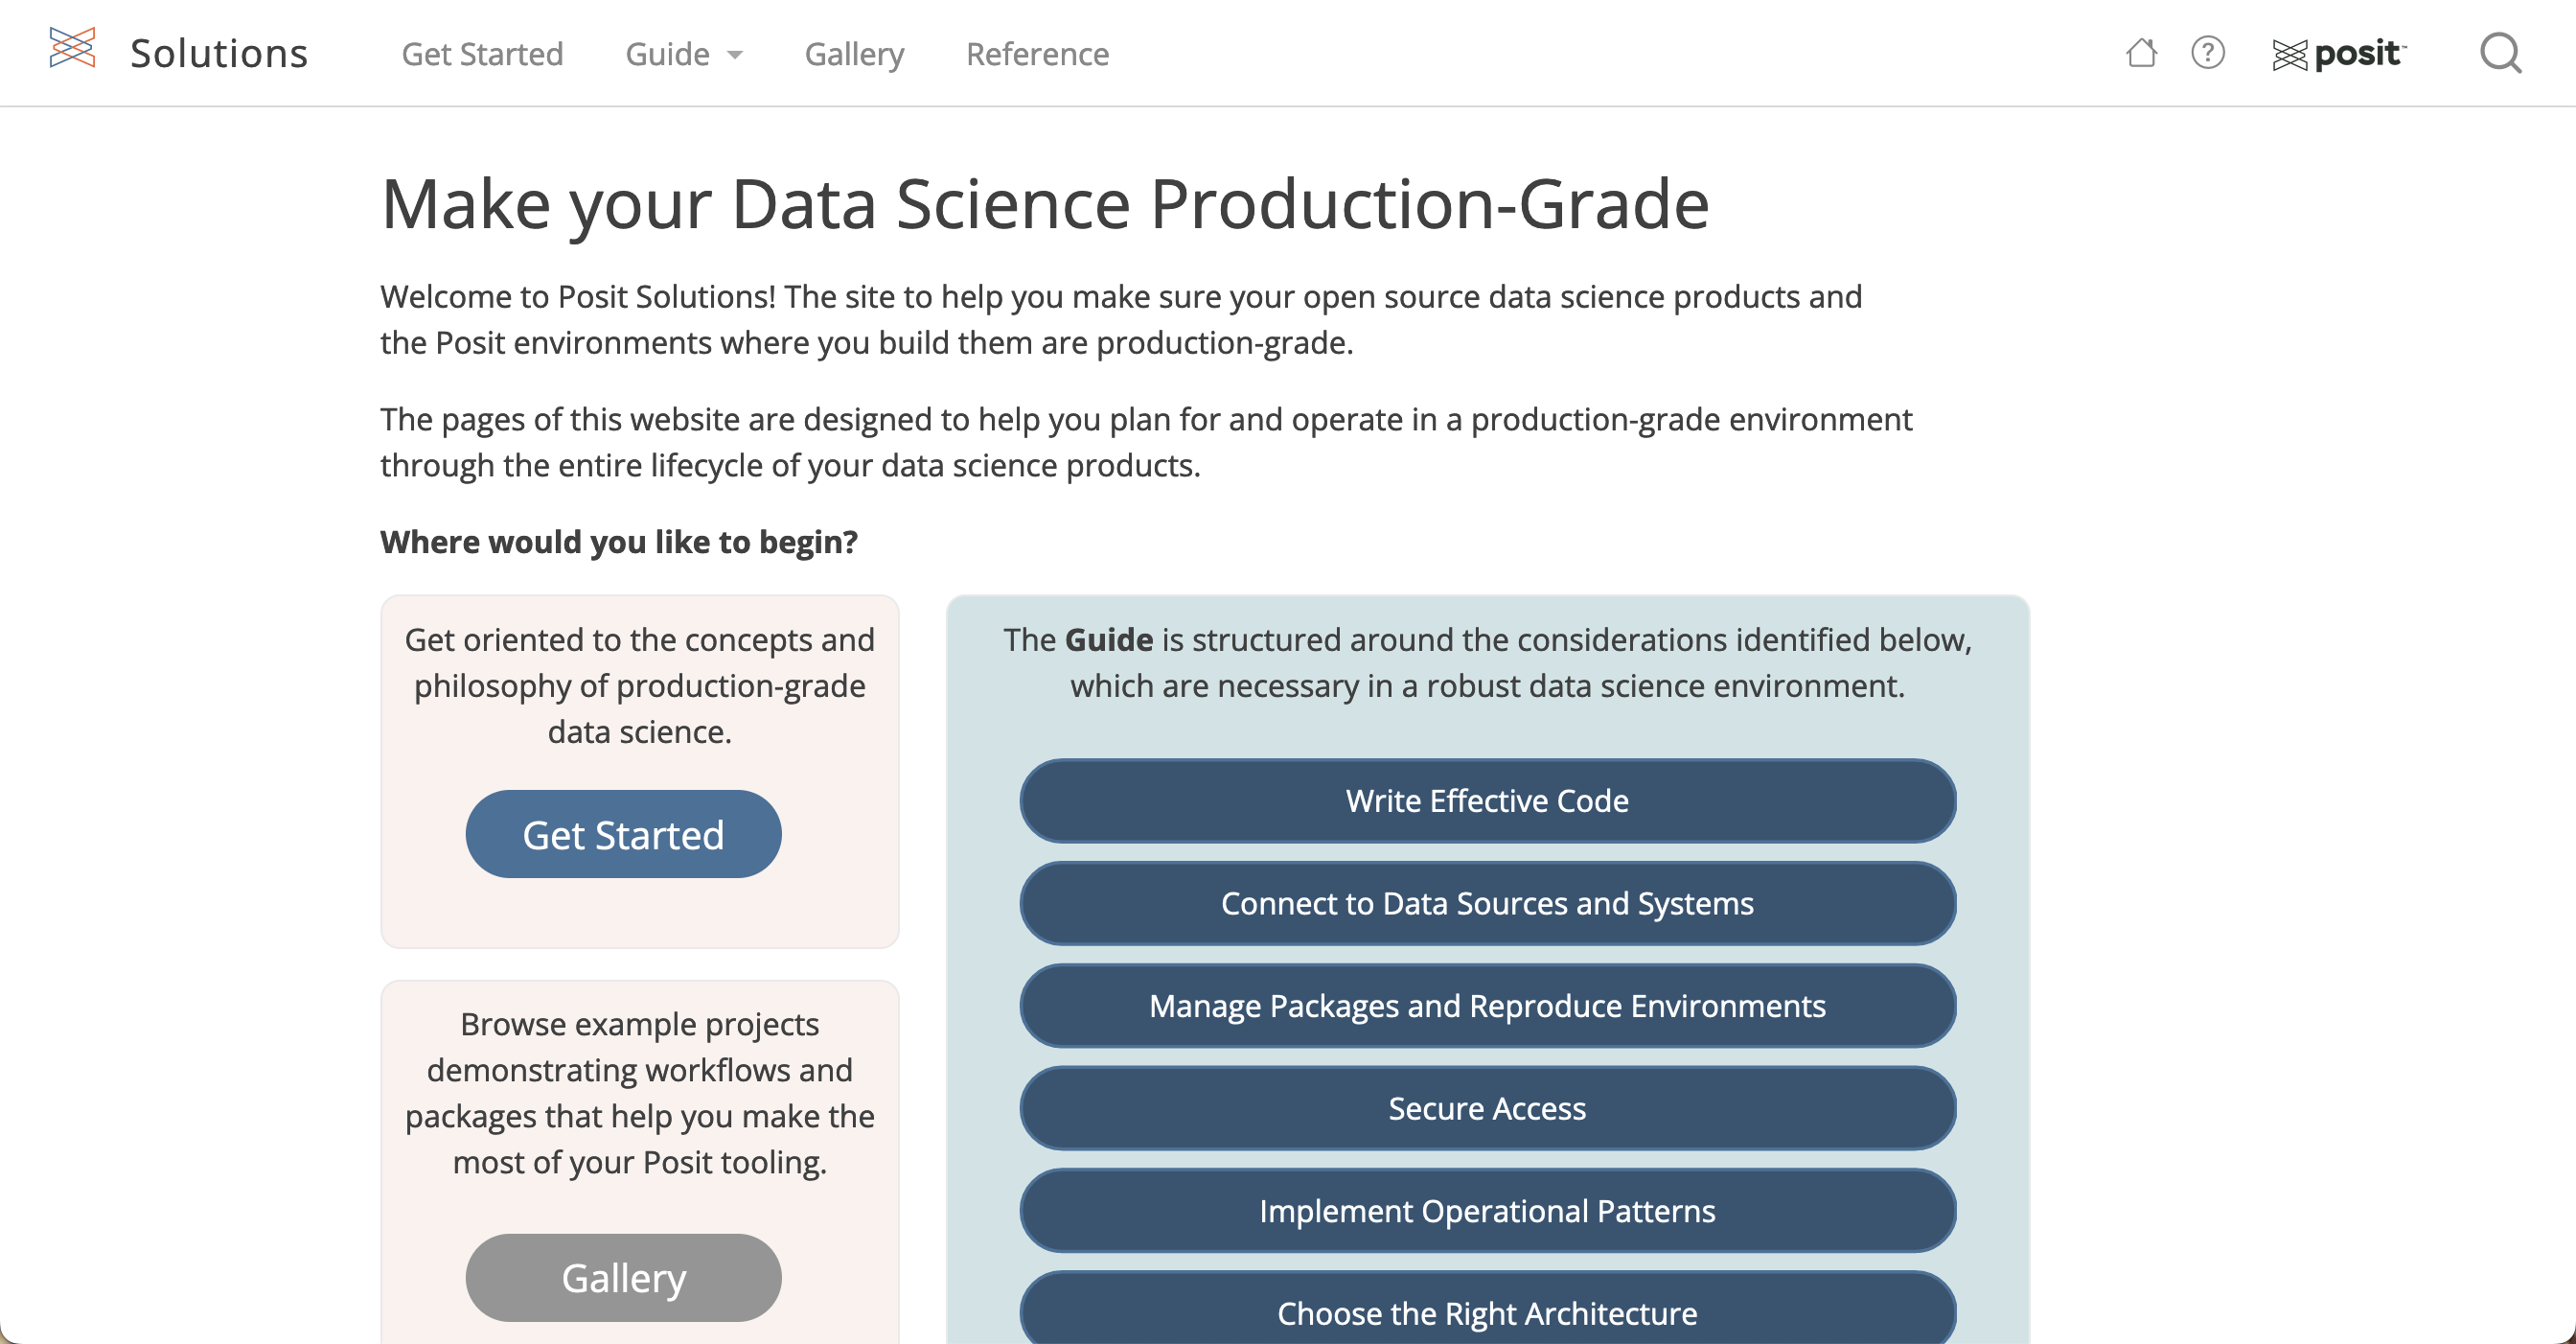 Solutions
Get Started
Guide
Gallery
Reference
posit™
Make your Data Science Production-Grade
Welcome to Posit Solutions! The site to help you make sure your open source data science products and
the Posit environments where you build them are production-grade.
The pages of this website are designed to help you plan for and operate in a production-grade environment
through the entire lifecycle of your data science products.
Where would you like to begin?
Get oriented to the concepts and
philosophy of production-grade
data science.
Get Started
Browse example projects
demonstrating workflows and
packages that help you make the
most of your Posit tooling.
Gallery
The Guide is structured around the considerations identified below,
which are necessary in a robust data science environment.
Write Effective Code
Connect to Data Sources and Systems
Manage Packages and Reproduce Environments
Secure Access
Implement Operational Patterns
Choose the Right Architecture